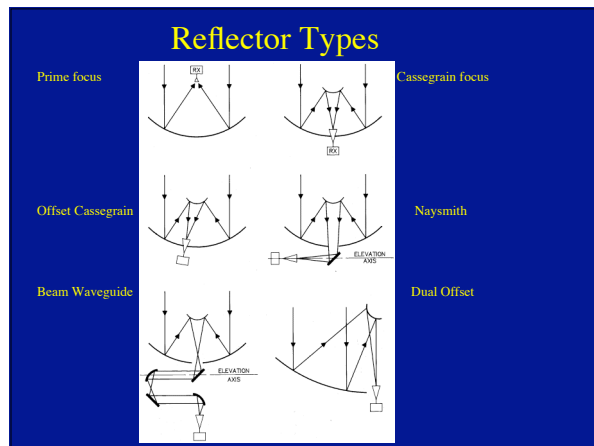 Reflector Types
Prime focus
RX
Cassegrain focus
RX
Offset Cassegrain
Naysmith
ELEVATION
AXIS
Beam Waveguide
Dual Offset
ELEVATION
AXIS